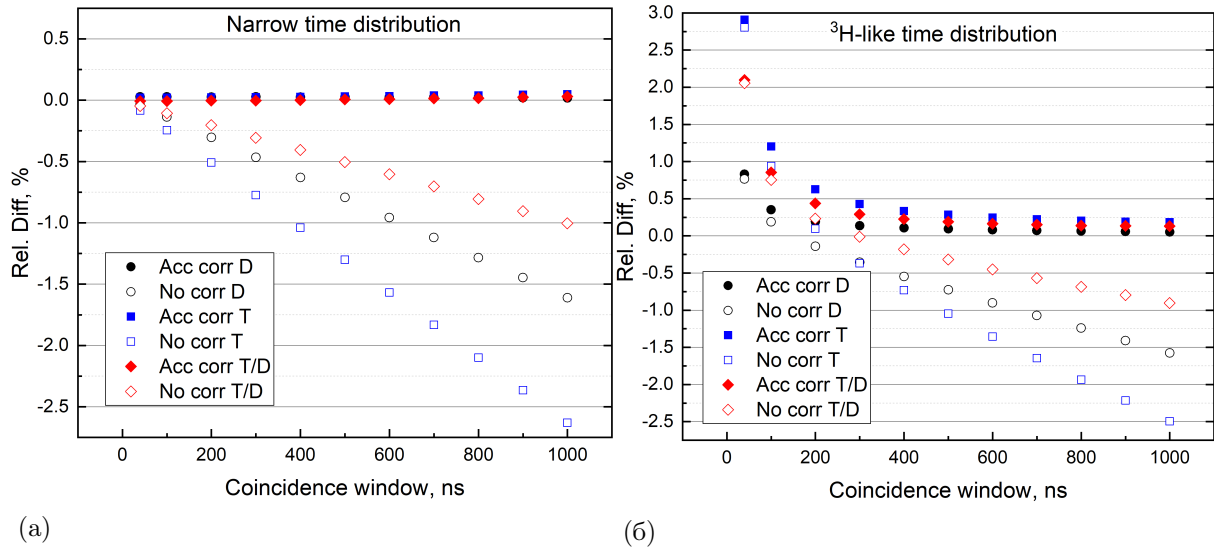 Narrow time distribution
0.5
0.0
-0.5
-1.0
-1.5
-2.0
-2.5
Rel. Diff, %
Acc corr D
No corr D
Acc corr T
No corr T
Acc corr T/D
No corr T/D
0 200 400 600 800 1000
Coincidence window, ns
(а)
³H-like time distribution
3.0
2.5
2.0
1.5
1.0
0.5
0.0
-0.5
-1.0
-1.5
-2.0
-2.5
Rel. Diff, %
Acc corr D
No corr D
Acc corr T
No corr T
Acc corr T/D
No corr T/D
0 200 400 600 800 1000
Coincidence window, ns
(б)